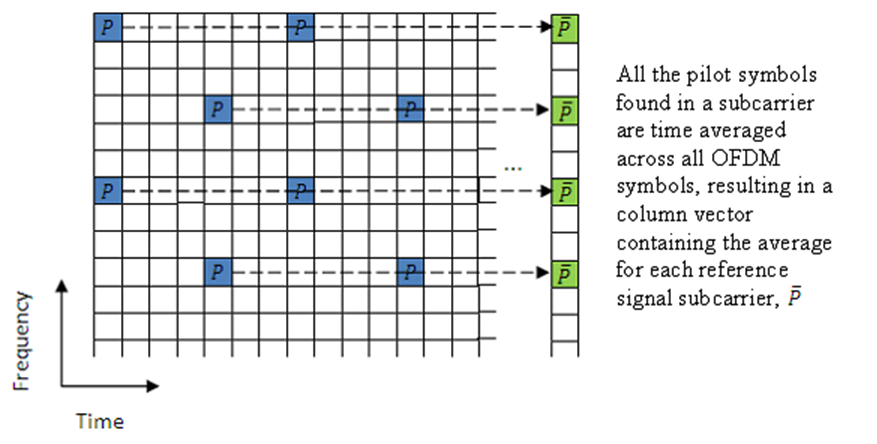 P P P̄
P P P̄
...
P P P̄
P P P̄
All the pilot symbols
found in a subcarrier
are time averaged
across all OFDM
symbols, resulting in a
column vector
containing the average
for each reference
signal subcarrier, P̄
Frequency
Time